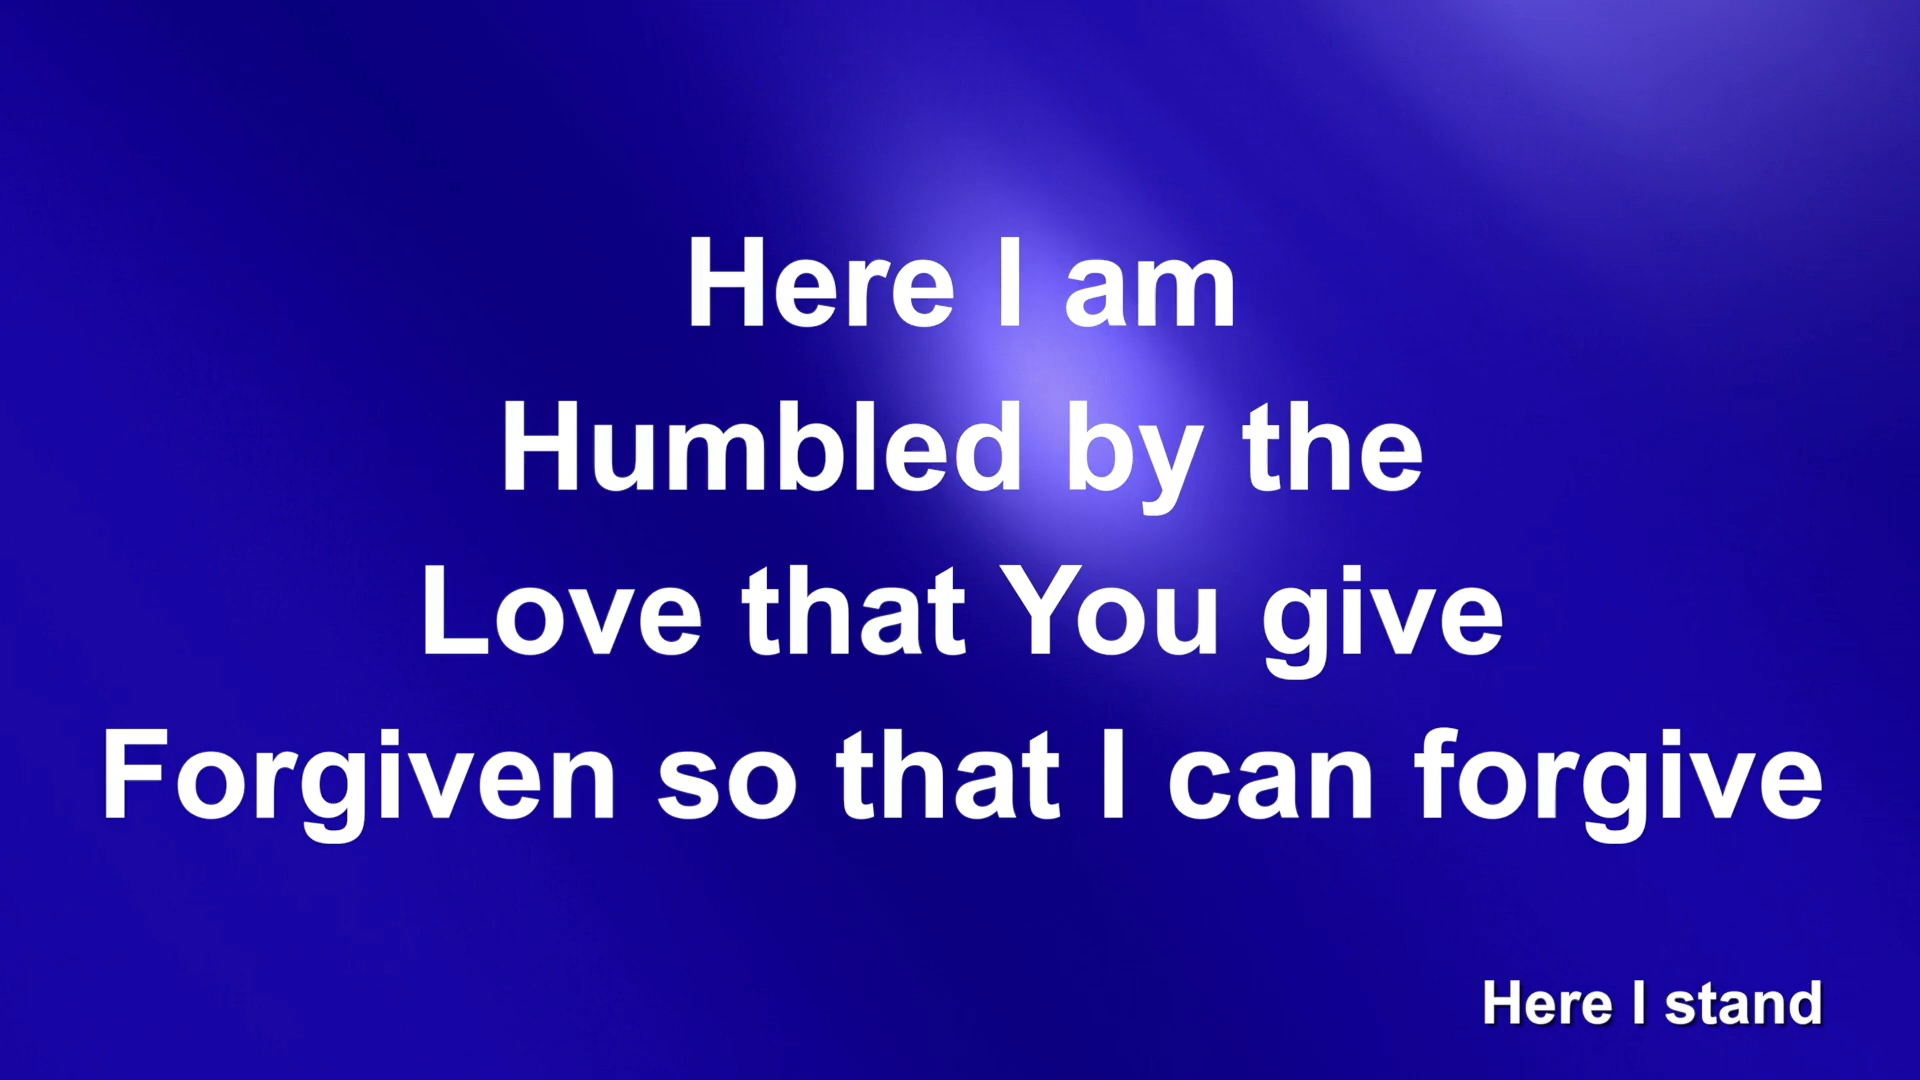 Here I am
Humbled by the
Love that You give
Forgiven so that I can forgive
Here I stand